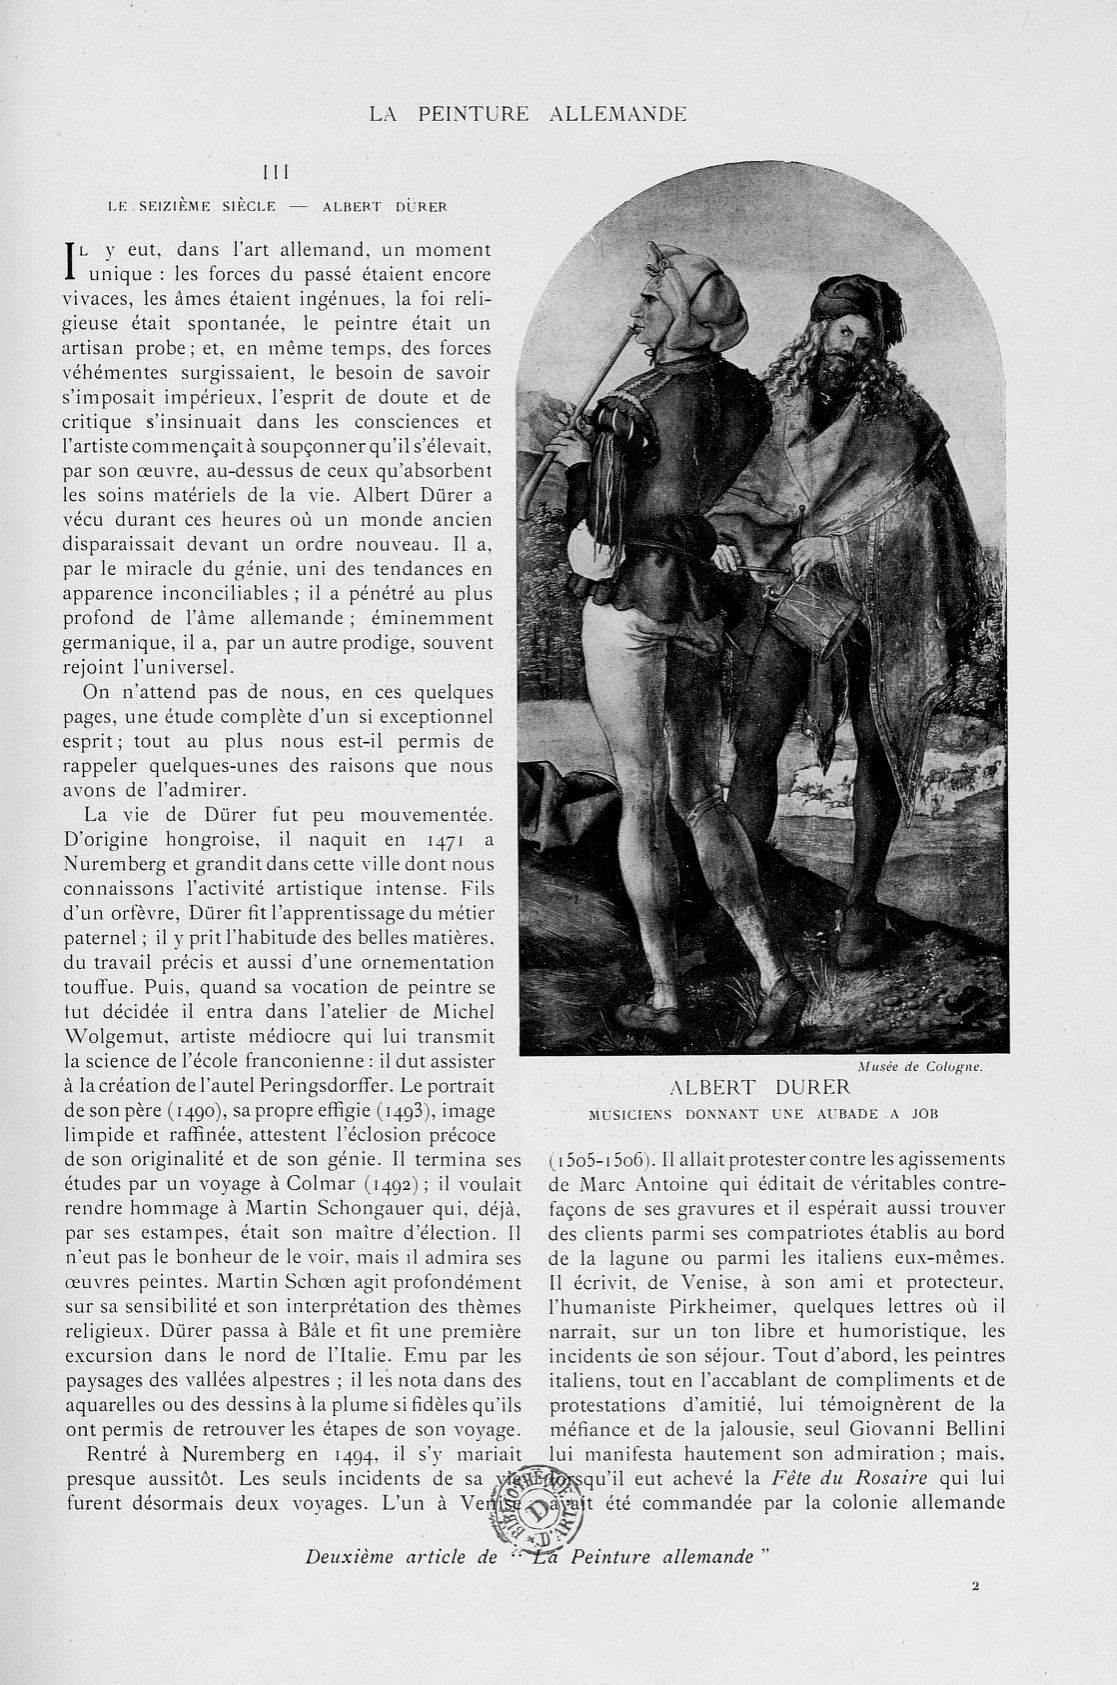 LA PEINTURE ALLEMANDE
III
LE SEIZIÈME SIÈCLE — ALBERT DÜRER
IL y eut, dans l'art allemand, un moment
unique : les forces du passé étaient encore
vivaces, les âmes étaient ingénues, la foi reli-
gieuse était spontanée, le peintre était un
artisan probe ; et, en même temps, des forces
véhémentes surgissaient, le besoin de savoir
s'imposait impérieux, l'esprit de doute et de
critique s'insinuait dans les consciences et
l'artiste commençait à soupçonner qu'il s'élevait,
par son œuvre, au-dessus de ceux qu'absorbent
les soins matériels de la vie. Albert Dürer a
vécu durant ces heures où un monde ancien
disparaissait devant un ordre nouveau. Il a,
par le miracle du génie, uni des tendances en
apparence inconciliables ; il a pénétré au plus
profond de l'âme allemande ; éminemment
germanique, il a, par un autre prodige, souvent
rejoint l'universel.
On n'attend pas de nous, en ces quelques
pages, une étude complète d'un si exceptionnel
esprit ; tout au plus nous est-il permis de
rappeler quelques-unes des raisons que nous
avons de l'admirer.
La vie de Dürer fut peu mouvementée.
D'origine hongroise, il naquit en 1471 a
Nuremberg et grandit dans cette ville dont nous
connaissons l'activité artistique intense. Fils
d'un orfèvre, Dürer fit l'apprentissage du métier
paternel ; il y prit l'habitude des belles matières,
du travail précis et aussi d'une ornementation
touffue. Puis, quand sa vocation de peintre se
fut décidée il entra dans l'atelier de Michel
Wolgemut, artiste médiocre qui lui transmit
la science de l'école franconienne : il dut assister
à la création de l'autel Peringsdorffer. Le portrait
de son père (1490), sa propre effigie (1493), image
limpide et raffinée, attestent l'éclosion précoce
de son originalité et de son génie. Il termina ses
études par un voyage à Colmar (1492) ; il voulait
rendre hommage à Martin Schongauer qui, déjà,
par ses estampes, était son maître d'élection. Il
n'eut pas le bonheur de le voir, mais il admira ses
œuvres peintes. Martin Schœn agit profondément
sur sa sensibilité et son interprétation des thèmes
religieux. Dürer passa à Bâle et fit une première
excursion dans le nord de l'Italie. Emu par les
paysages des vallées alpestres ; il les nota dans des
aquarelles ou des dessins à la plume si fidèles qu'ils
ont permis de retrouver les étapes de son voyage.
Rentré à Nuremberg en 1494, il s'y mariait
presque aussitôt. Les seuls incidents de sa vie
furent désormais deux voyages. L'un à Venise
Musée de Cologne.
ALBERT DURER
MUSICIENS DONNANT UNE AUBADE A JOB
(1505-1506). Il allait protester contre les agissements
de Marc Antoine qui éditait de véritables contre-
façons de ses gravures et il espérait aussi trouver
des clients parmi ses compatriotes établis au bord
de la lagune ou parmi les italiens eux-mêmes.
Il écrivit, de Venise, à son ami et protecteur,
l'humaniste Pirkheimer, quelques lettres où il
narrait, sur un ton libre et humoristique, les
incidents de son séjour. Tout d'abord, les peintres
italiens, tout en l'accablant de compliments et de
protestations d'amitié, lui témoignèrent de la
méfiance et de la jalousie, seul Giovanni Bellini
lui manifesta hautement son admiration ; mais,
lorsqu'il eut achevé la Fête du Rosaire qui lui
avait été commandée par la colonie allemande
BIBLIOTHÈQUE D'ART
D
Deuxième article de " La Peinture allemande "
2